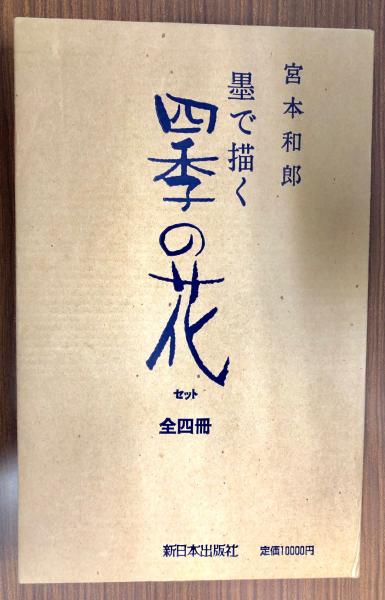 宮本和郎
墨で描く
四季の花
セット
全四冊
新日本出版社 定価10000円